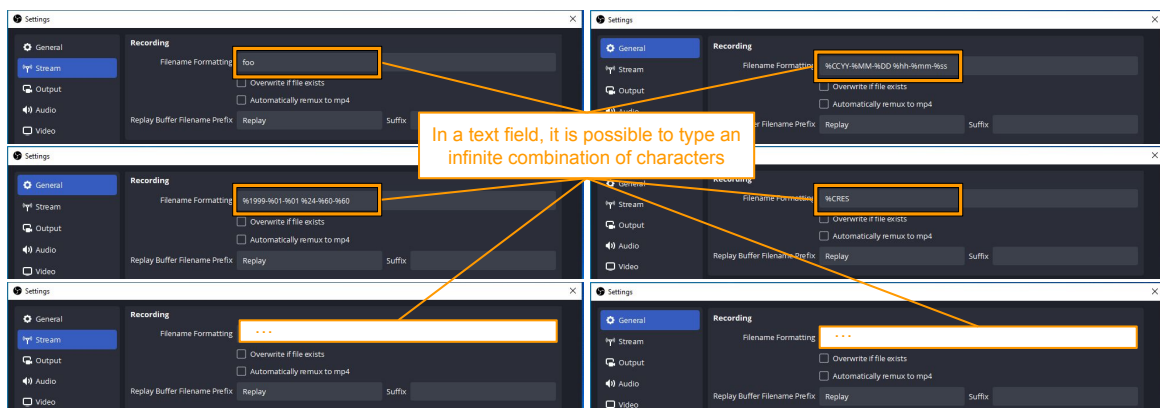 Settings
General
Stream
Output
Audio
Video
Recording
Filename Formatting foo
Overwrite if file exists
Automatically remux to mp4
Replay Buffer Filename Prefix Replay Suffix
Settings
General
Stream
Output
Audio
Recording
Filename Formatting %CCYY-%MM-%DD %hh-%mm-%ss
Overwrite if file exists
Automatically remux to mp4
er Filename Prefix Replay Suffix
In a text field, it is possible to type an
infinite combination of characters
Settings
General
Stream
Output
Audio
Video
Recording
Filename Formatting %1999-%01-%01 %24-%60-%60
Overwrite if file exists
Automatically remux to mp4
Replay Buffer Filename Prefix Replay Suffix
General
Stream
Output
Audio
Video
Recording
Filename Formatting %CRES
Overwrite if file exists
Automatically remux to mp4
Replay Buffer Filename Prefix Replay Suffix
Settings
General
Stream
Output
Audio
Video
Recording
Filename Formatting ...
Overwrite if file exists
Automatically remux to mp4
Replay Buffer Filename Prefix Replay Suffix
Settings
General
Stream
Output
Audio
Video
Recording
Filename Formatting ...
Overwrite if file exists
Automatically remux to mp4
Replay Buffer Filename Prefix Replay Suffix